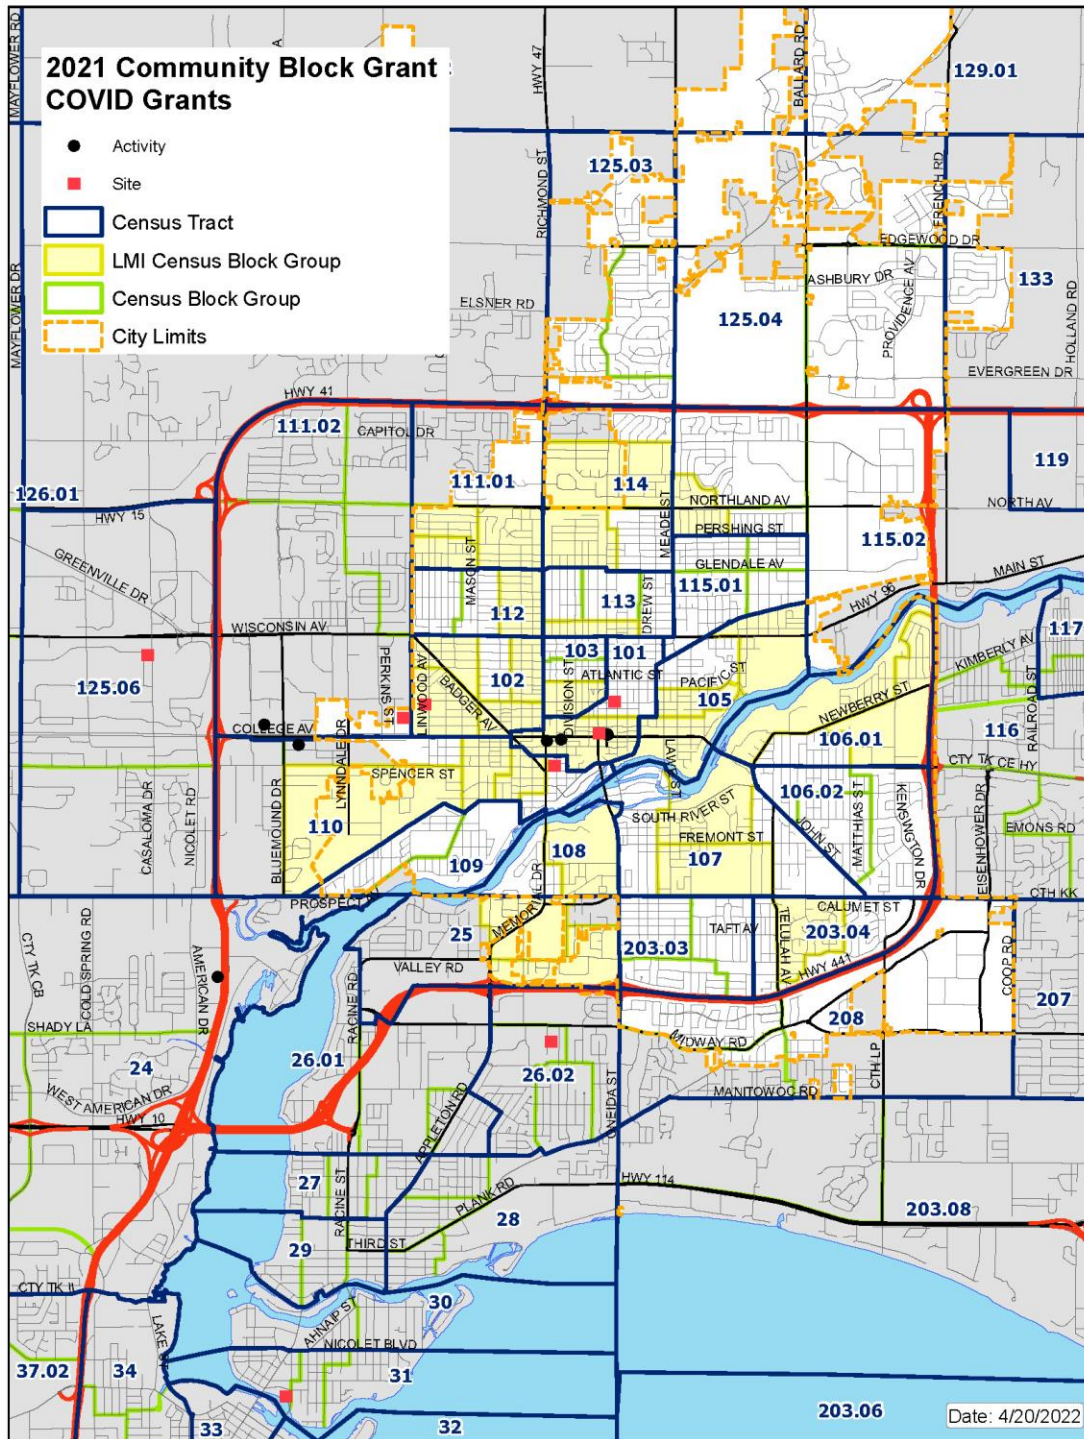 2021 Community Block Grant
COVID Grants
Activity
Site
Census Tract
LMI Census Block Group
Census Block Group
City Limits
MAYFLOWER RD
HWY 47
BALLARD RD
129.01
RICHMOND ST
125.03
FRENCH RD
EDGEWOOD DR
MAYFLOWER DR
ELSNER RD
ASHBURY DR
PROVIDENCE AV
133
HOLLAND RD
125.04
EVERGREEN DR
HWY 41
111.02
CAPITOL DR
111.01
114
119
126.01
HWY 15
MEADE ST
NORTHLAND AV
NORTH AV
PERSHING ST
115.02
GREENVILLE DR
MASON ST
GLENDALE AV
MAIN ST
115.01
HWY 96
112
113
DREW ST
117
WISCONSIN AV
103
101
KIMBERLY AV
125.06
PERKINS ST
LINWOOD AV
BADGER AV
102
DIVISION ST
ATLANTIC ST
PACIFIC ST
105
NEWBERRY ST
RAILROAD ST
116
COLLEGE AV
LYNNDALE DR
106.01
LAWE ST
CTY TK CE HY
SPENCER ST
106.02
CASALOMA DR
NICOLET RD
BLUEMOUND DR
110
SOUTH RIVER ST
MATTHIAS ST
KENSINGTON DR
EISENHOWER DR
EMONS RD
FREMONT ST
JOHN ST
109
108
107
CTH KK
PROSPECT AV
MEMORIAL DR
CALUMET ST
25
203.03
TAFT AV
TELULAH AV
203.04
CTY TK CB
COLD SPRING RD
AMERICAN DR
VALLEY RD
HWY 441
COOP RD
RACINE RD
207
208
SHADY LA
24
26.01
26.02
MIDWAY RD
CTH LP
WEST AMERICAN DR
MANITOWOC RD
HWY 10
APPLETON RD
ONEIDA ST
27
RACINE ST
PLANK RD
HWY 114
28
203.08
29
THIRD ST
CTY TK II
30
AHNAIP ST
LAKE ST
NICOLET BLVD
37.02
34
31
203.06
33
32
Date: 4/20/2022